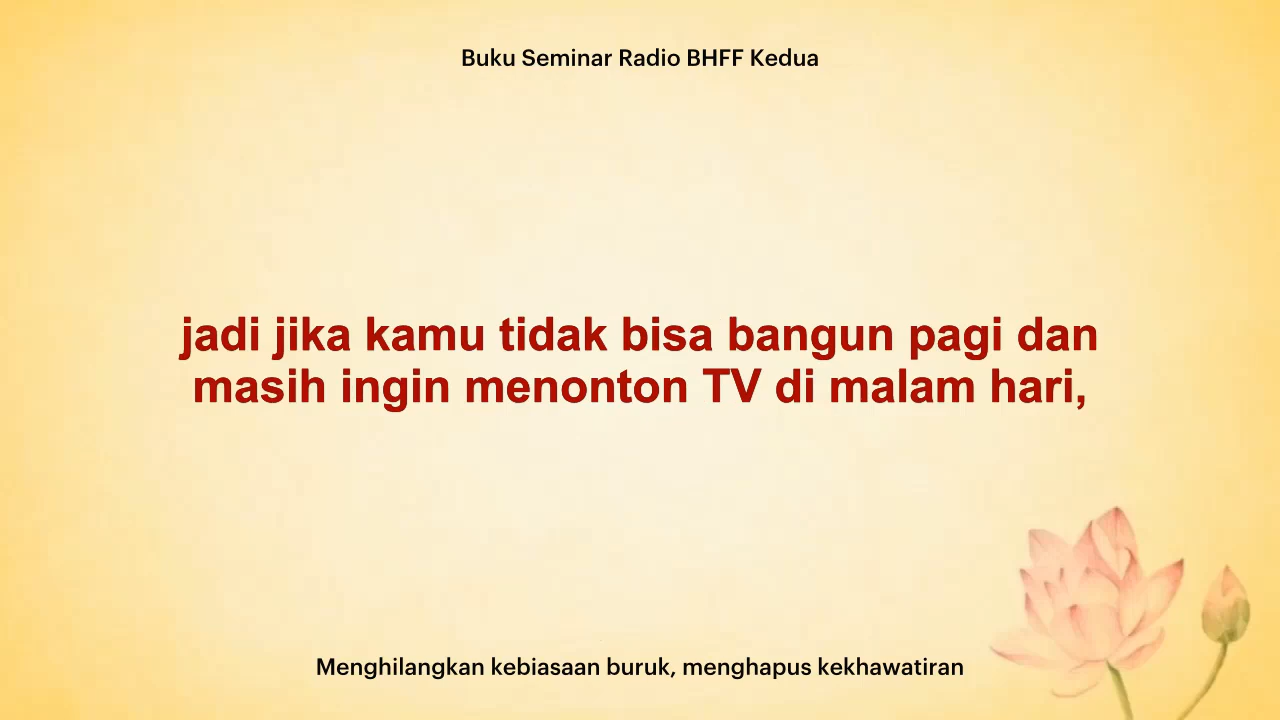 Buku Seminar Radio BHFF Kedua
jadi jika kamu tidak bisa bangun pagi dan
masih ingin menonton TV di malam hari,
Menghilangkan kebiasaan buruk, menghapus kekhawatiran